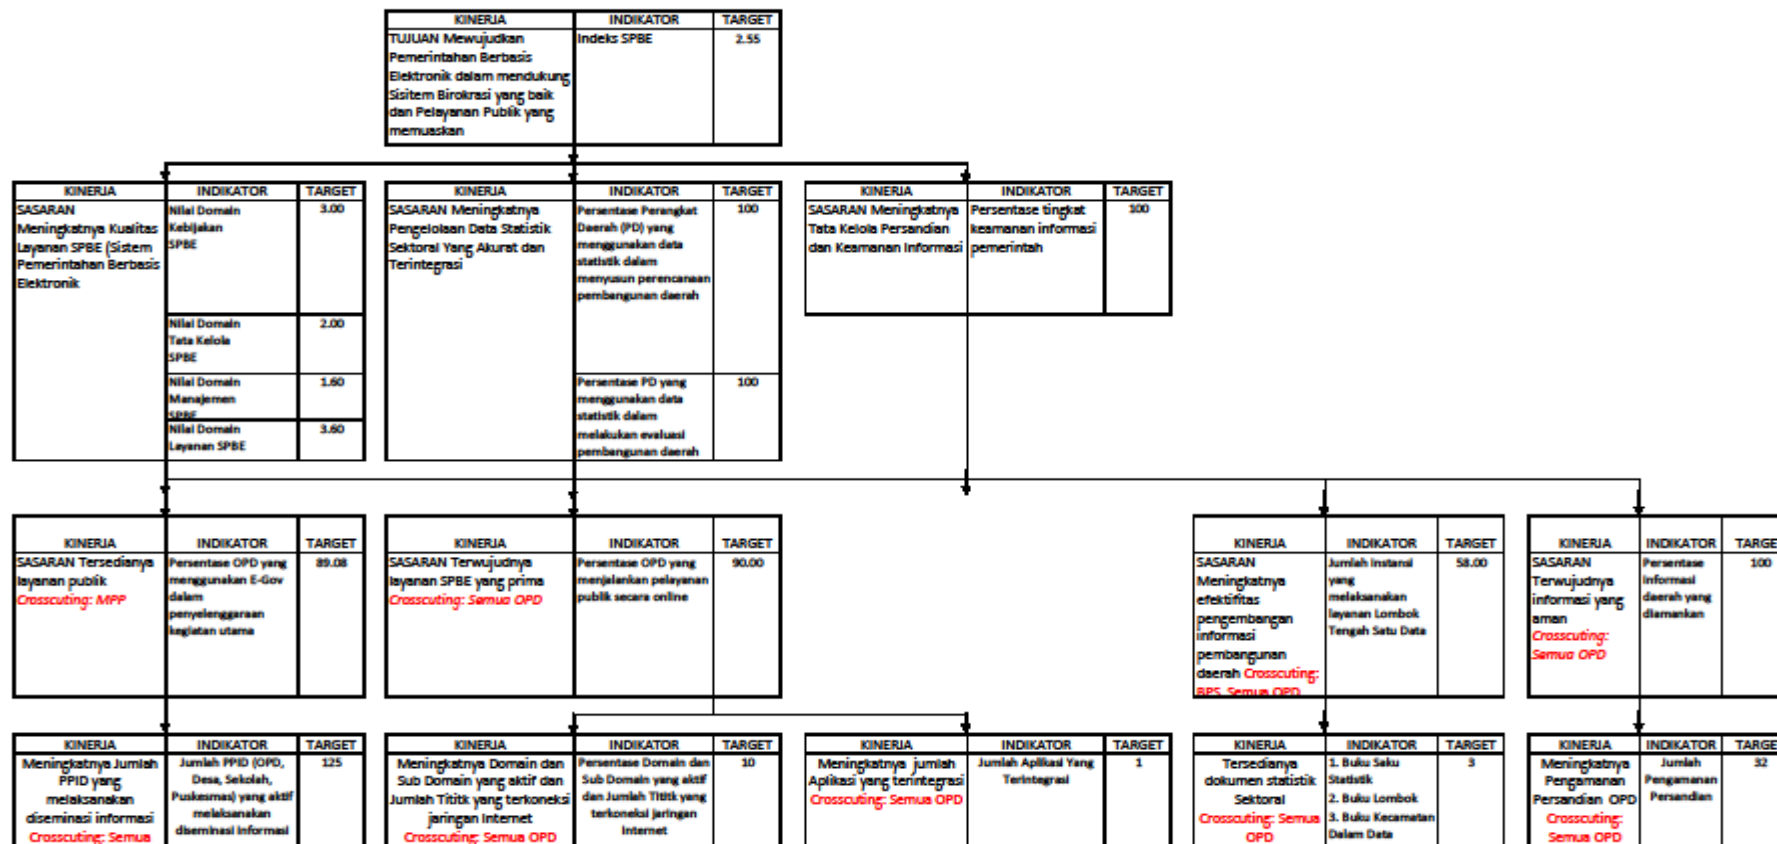 KINERJA INDIKATOR TARGET
TUJUAN Mewujudkan
Pemerintahan Berbasis
Elektronik dalam mendukung
Sisitem Birokrasi yang baik
dan Pelayanan Publik yang
memuaskan
Indeks SPBE
2.55
KINERJA INDIKATOR TARGET
SASARAN
Meningkatnya Kualitas
Layanan SPBE (Sistem
Pemerintahan Berbasis
Elektronik
Nilai Domain
Kebijakan
SPBE
3.00
Nilai Domain
Tata Kelola
SPBE
2.00
Nilai Domain
Manajemen
SPBE
1.60
Nilai Domain
Layanan SPBE
3.60
KINERJA INDIKATOR TARGET
SASARAN Meningkatnya
Pengelolaan Data Statistik
Sektoral Yang Akurat dan
Terintegrasi
Persentase Perangkat
Daerah (PD) yang
menggunakan data
statistik dalam
menyusun perencanaan
pembangunan daerah
100
Persentase PD yang
menggunakan data
statistik dalam
melakukan evaluasi
pembangunan daerah
100
KINERJA INDIKATOR TARGET
SASARAN Meningkatnya
Tata Kelola Persandian
dan Keamanan Informasi
Persentase tingkat
keamanan informasi
pemerintah
100
KINERJA INDIKATOR TARGET
SASARAN Tersedianya
layanan publik
Crosscuting: MPP
Persentase OPD yang
menggunakan E-Gov
dalam
penyelenggaraan
kegiatan utama
89.08
KINERJA INDIKATOR TARGET
SASARAN Terwujudnya
layanan SPBE yang prima
Crosscuting: Semua OPD
Persentase OPD yang
menjalankan pelayanan
publik secara online
90.00
KINERJA INDIKATOR TARGET
SASARAN
Meningkatnya
efektifitas
pengembangan
informasi
pembangunan
daerah Crosscuting:
BPS, Semua OPD
Jumlah Instansi
yang
melaksanakan
layanan Lombok
Tengah Satu Data
58.00
KINERJA INDIKATOR TARGE
SASARAN
Terwujudnya
informasi yang
aman
Crosscuting:
Semua OPD
Persentase
Informasi
daerah yang
diamankan
100
KINERJA INDIKATOR TARGET
Meningkatnya Jumlah
PPID yang
melaksanakan
diseminasi informasi
Crosscuting: Semua
Jumlah PPID (OPD,
Desa, Sekolah,
Puskesmas) yang aktif
melaksanakan
diseminasi Informasi
125
KINERJA INDIKATOR TARGET
Meningkatnya Domain dan
Sub Domain yang aktif dan
Jumlah Tititk yang terkoneksi
jaringan Internet
Crosscuting: Semua OPD
Persentase Domain dan
Sub Domain yang aktif
dan Jumlah Tititk yang
terkoneksi jaringan
Internet
10
KINERJA INDIKATOR TARGET
Meningkatnya jumlah
Aplikasi yang terintegrasi
Crosscuting: Semua OPD
Jumlah Aplikasi Yang
Terintegrasi
1
KINERJA INDIKATOR TARGET
Tersedianya
dokumen statistik
Sektoral
Crosscuting: Semua
OPD
1. Buku Saku
Statistik
2. Buku Lombok
3. Buku Kecamatan
Dalam Data
3
KINERJA INDIKATOR TARGE
Meningkatnya
Pengamanan
Persandian OPD
Crosscuting:
Semua OPD
Jumlah
Pengamanan
Persandian
32